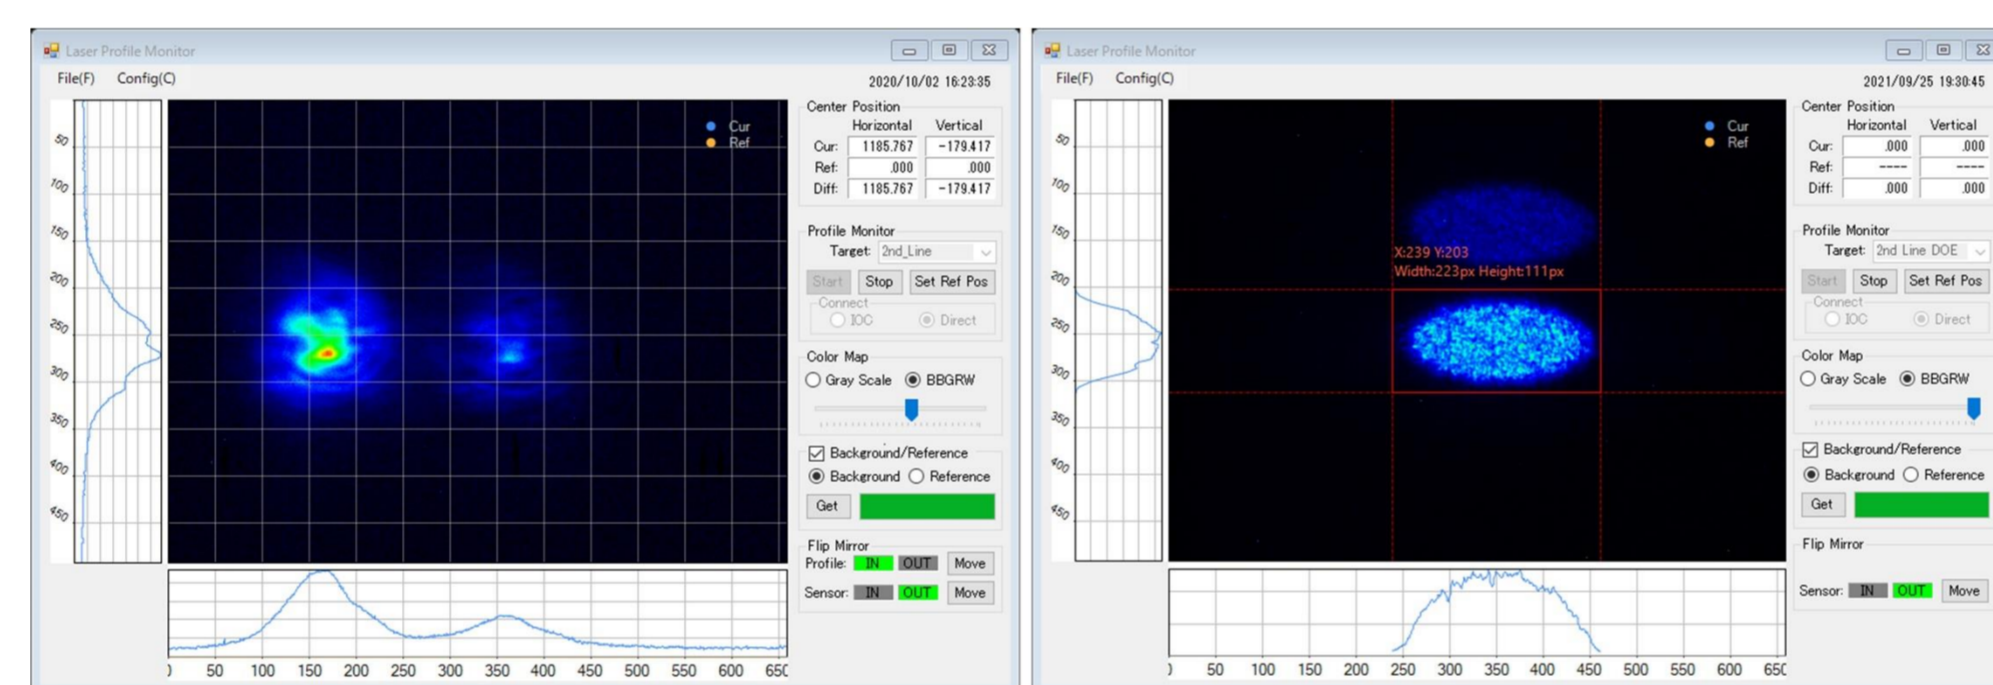 Laser Profile Monitor
File(F) Config(C)
2020/10/02 16:23:35
Cur
Ref
50
100
150
200
250
300
350
400
450
0 50 100 150 200 250 300 350 400 450 500 550 600 650
Center Position
Horizontal Vertical
Cur: 1185.767 -179.417
Ref: .000 .000
Diff: 1185.767 -179.417
Profile Monitor
Target: 2nd_Line
Start Stop Set Ref Pos
Connect
IOC Direct
Color Map
Gray Scale BBGRW
Background/Reference
Background Reference
Get
Flip Mirror
Profile: IN OUT Move
Sensor: IN OUT Move
Laser Profile Monitor
File(F) Config(C)
2021/09/25 19:30:45
Cur
Ref
X:239 Y:203
Width:223px Height:111px
50
100
150
200
250
300
350
400
450
0 50 100 150 200 250 300 350 400 450 500 550 600 650
Center Position
Horizontal Vertical
Cur: .000 .000
Ref: ---- ----
Diff: .000 .000
Profile Monitor
Target: 2nd Line DOE
Start Stop Set Ref Pos
Connect
IOC Direct
Color Map
Gray Scale BBGRW
Background/Reference
Background Reference
Get
Flip Mirror
Sensor: IN OUT Move